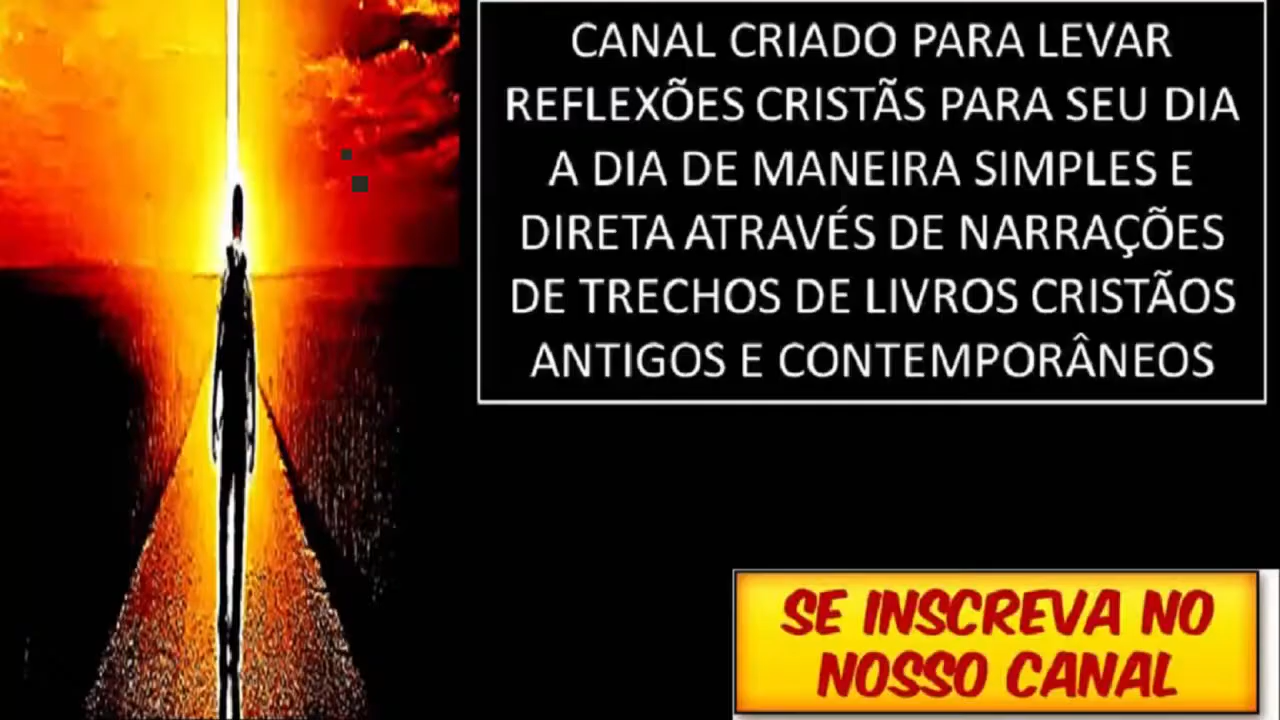 CANAL CRIADO PARA LEVAR
REFLEXÕES CRISTÃS PARA SEU DIA
A DIA DE MANEIRA SIMPLES E
DIRETA ATRAVÉS DE NARRAÇÕES
DE TRECHOS DE LIVROS CRISTÃOS
ANTIGOS E CONTEMPORÂNEOS
SE INSCREVA NO
NOSSO CANAL